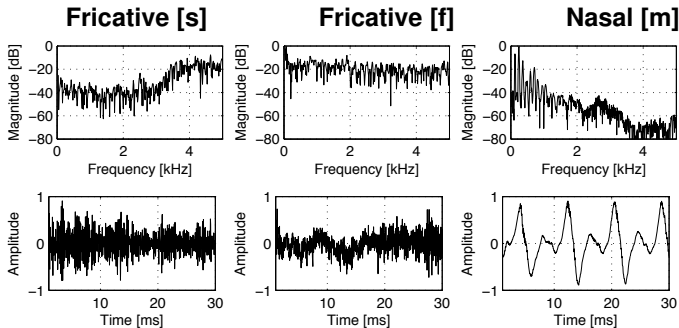 Fricative [s]
Fricative [f]
Nasal [m]
Magnitude [dB]
0
−20
−40
−60
−80
0 2 4
Frequency [kHz]
Magnitude [dB]
0
−20
−40
−60
−80
0 2 4
Frequency [kHz]
Magnitude [dB]
0
−20
−40
−60
−80
0 2 4
Frequency [kHz]
Amplitude
1
0
−1
10 20 30
Time [ms]
Amplitude
1
0
−1
10 20 30
Time [ms]
Amplitude
1
0
−1
10 20 30
Time [ms]